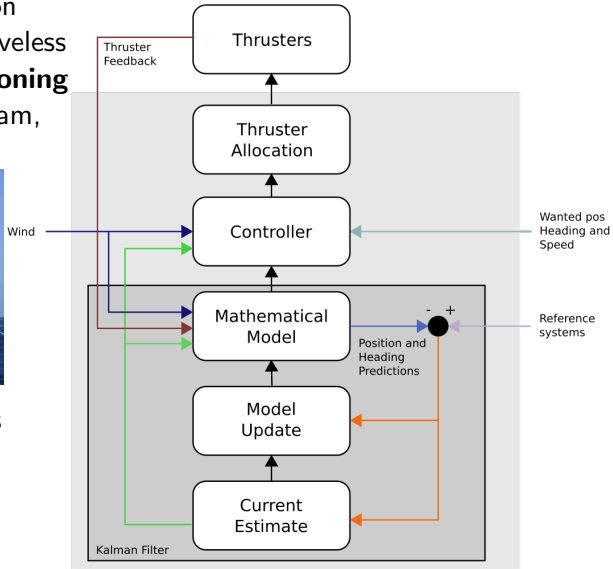 on
veless
oning
am,
s
Thrusters
Thruster
Feedback
Thruster
Allocation
Wind
Controller
Wanted pos
Heading and
Speed
Mathematical
Model
- +
Reference
systems
Position and
Heading
Predictions
Model
Update
Current
Estimate
Kalman Filter